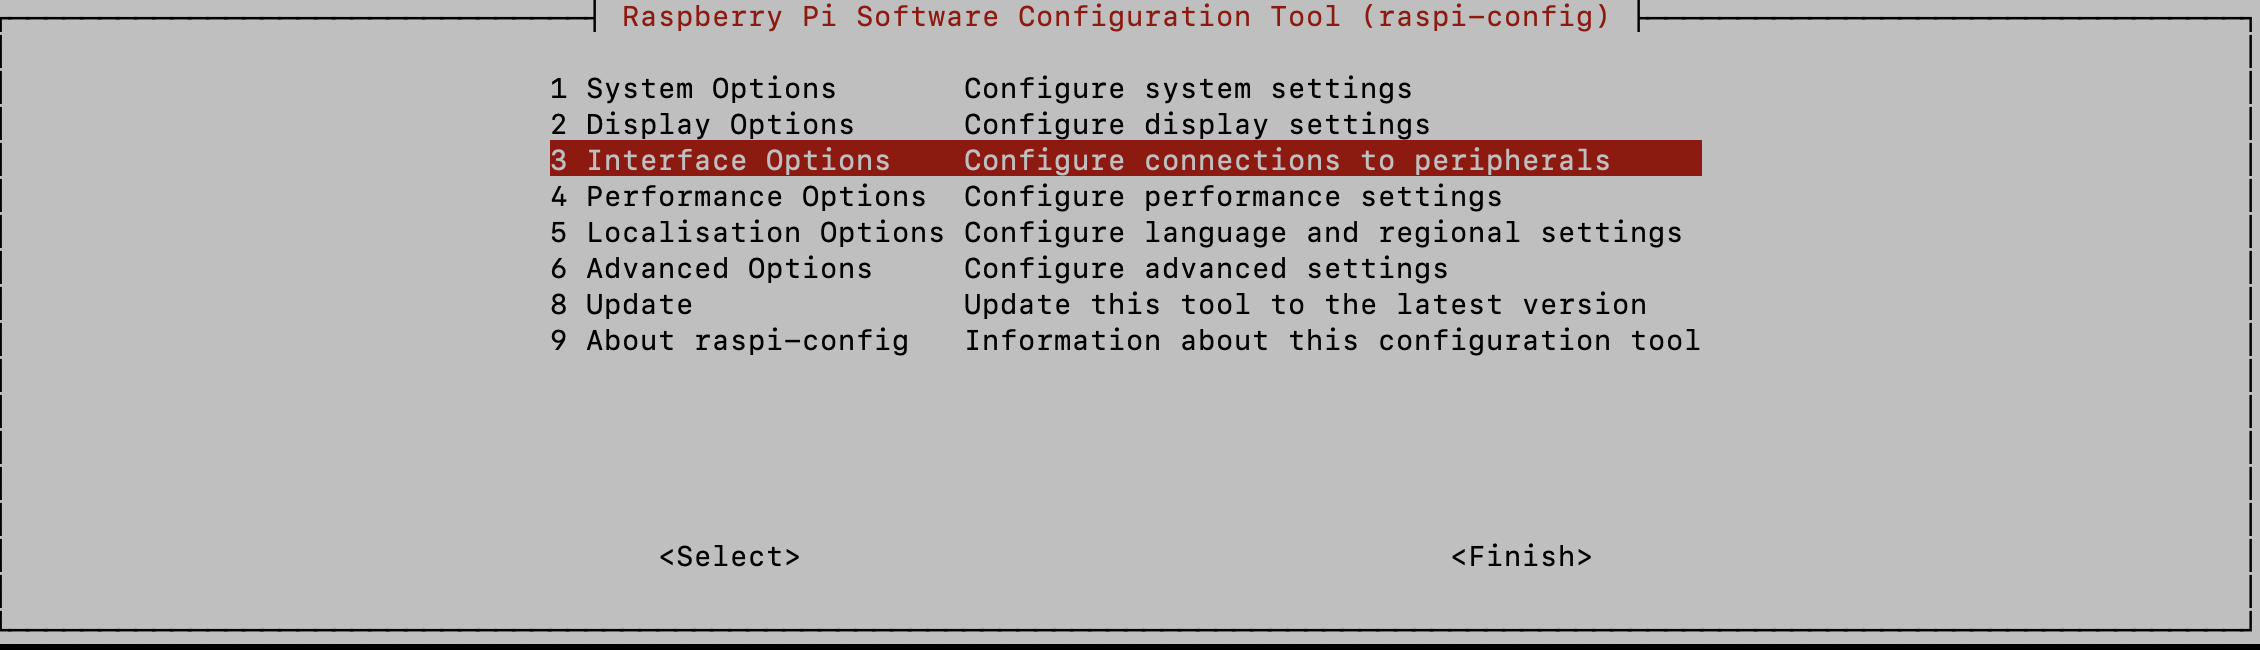 Raspberry Pi Software Configuration Tool (raspi-config)
1 System Options Configure system settings
2 Display Options Configure display settings
3 Interface Options Configure connections to peripherals
4 Performance Options Configure performance settings
5 Localisation Options Configure language and regional settings
6 Advanced Options Configure advanced settings
8 Update Update this tool to the latest version
9 About raspi-config Information about this configuration tool
<Select> <Finish>